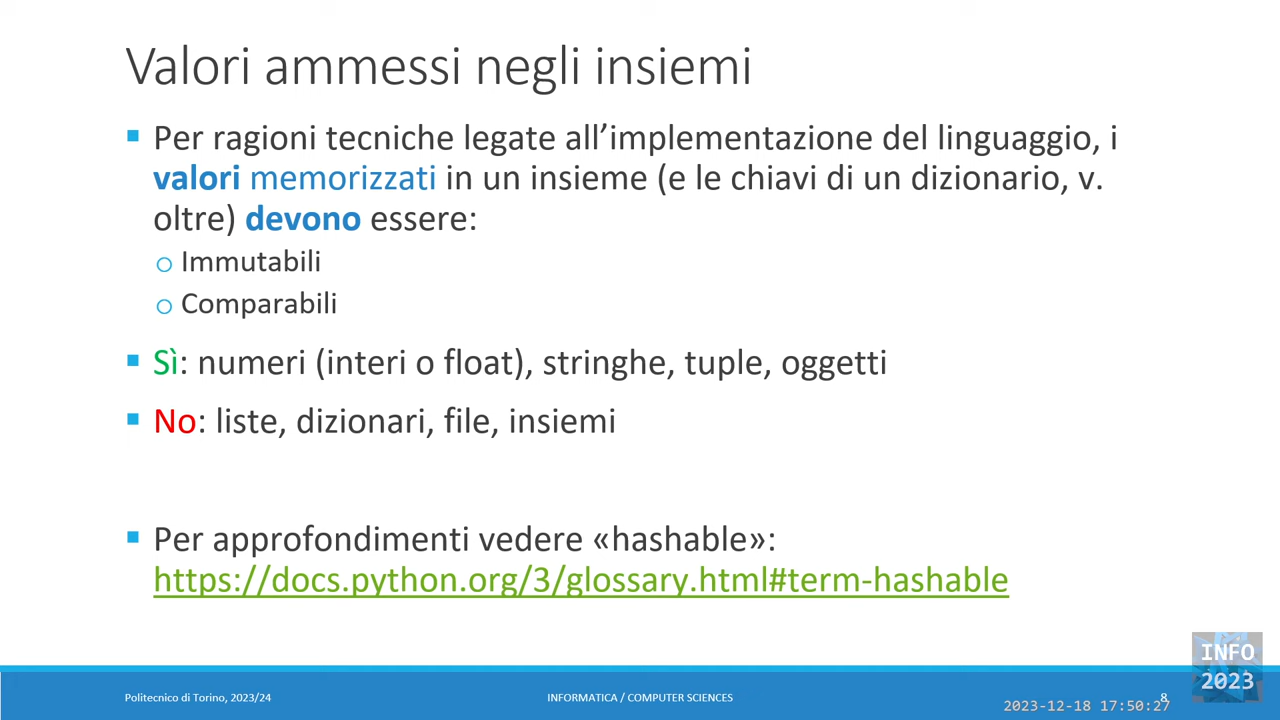 Valori ammessi negli insiemi
▪ Per ragioni tecniche legate all’implementazione del linguaggio, i
valori memorizzati in un insieme (e le chiavi di un dizionario, v.
oltre) devono essere:
o Immutabili
o Comparabili
▪ Sì: numeri (interi o float), stringhe, tuple, oggetti
▪ No: liste, dizionari, file, insiemi
▪ Per approfondimenti vedere «hashable»:
https://docs.python.org/3/glossary.html#term-hashable
INFO
2023
Politecnico di Torino, 2023/24
INFORMATICA / COMPUTER SCIENCES
8
2023-12-18 17:50:27